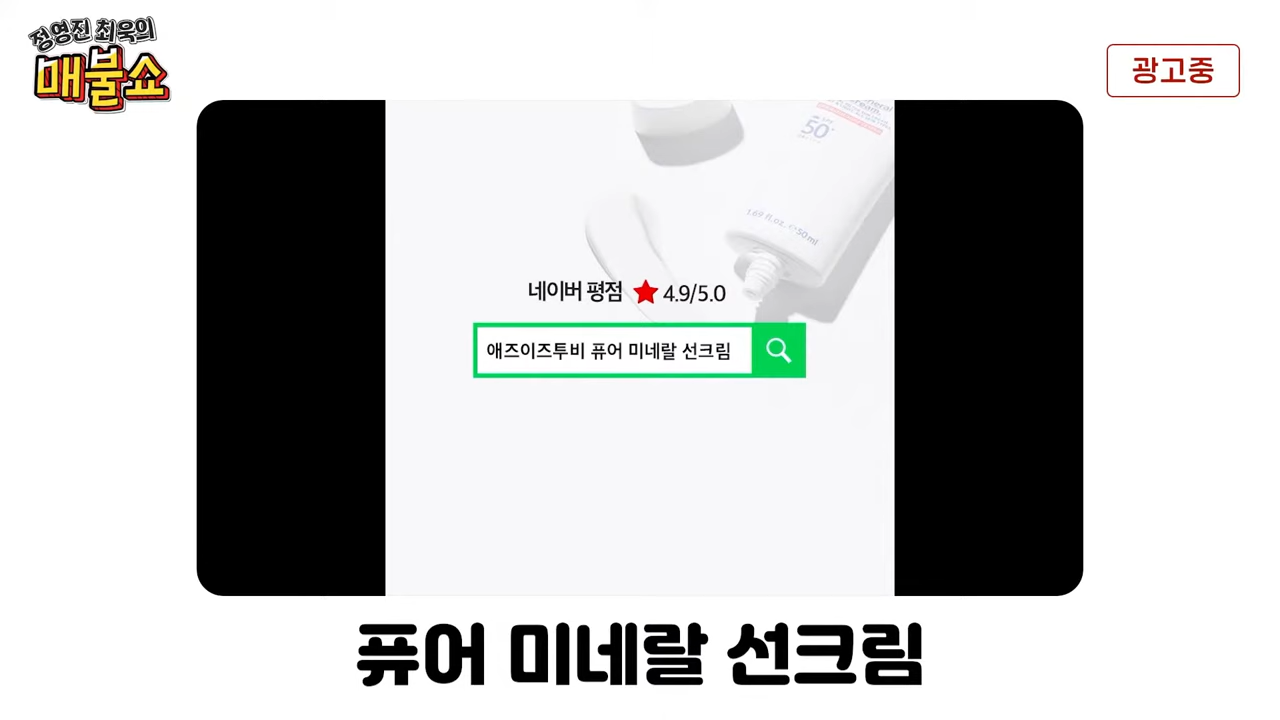 정영진 최욱의
매불쇼
광고중
50+
1.69 fl.oz. ℮ 50ml
네이버 평점 ★ 4.9/5.0
애즈이즈투비 퓨어 미네랄 선크림
퓨어 미네랄 선크림